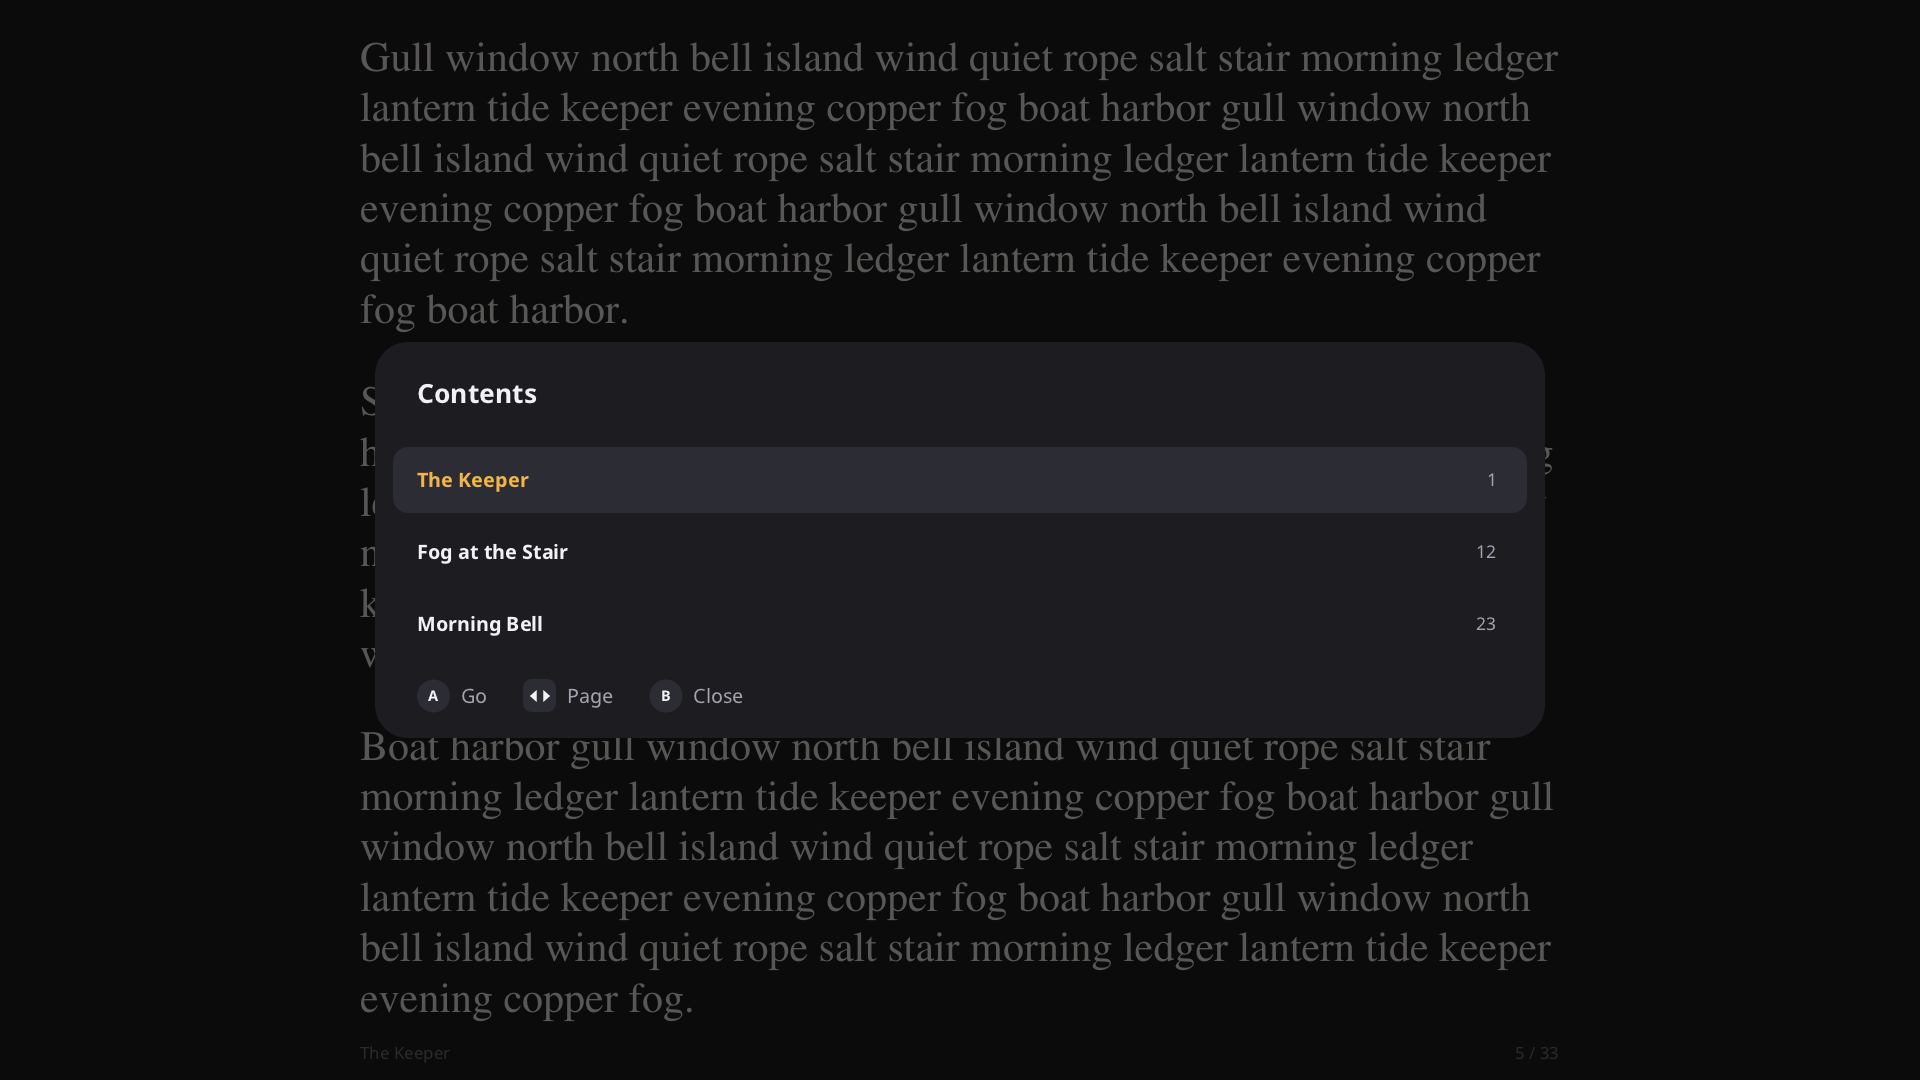 Gull window north bell island wind quiet rope salt stair morning ledger
lantern tide keeper evening copper fog boat harbor gull window north
bell island wind quiet rope salt stair morning ledger lantern tide keeper
evening copper fog boat harbor gull window north bell island wind
quiet rope salt stair morning ledger lantern tide keeper evening copper
fog boat harbor.
Contents
The Keeper 1
Fog at the Stair 12
Morning Bell 23
A Go Page B Close
Boat harbor gull window north bell island wind quiet rope salt stair
morning ledger lantern tide keeper evening copper fog boat harbor gull
window north bell island wind quiet rope salt stair morning ledger
lantern tide keeper evening copper fog boat harbor gull window north
bell island wind quiet rope salt stair morning ledger lantern tide keeper
evening copper fog.
The Keeper 5 / 33